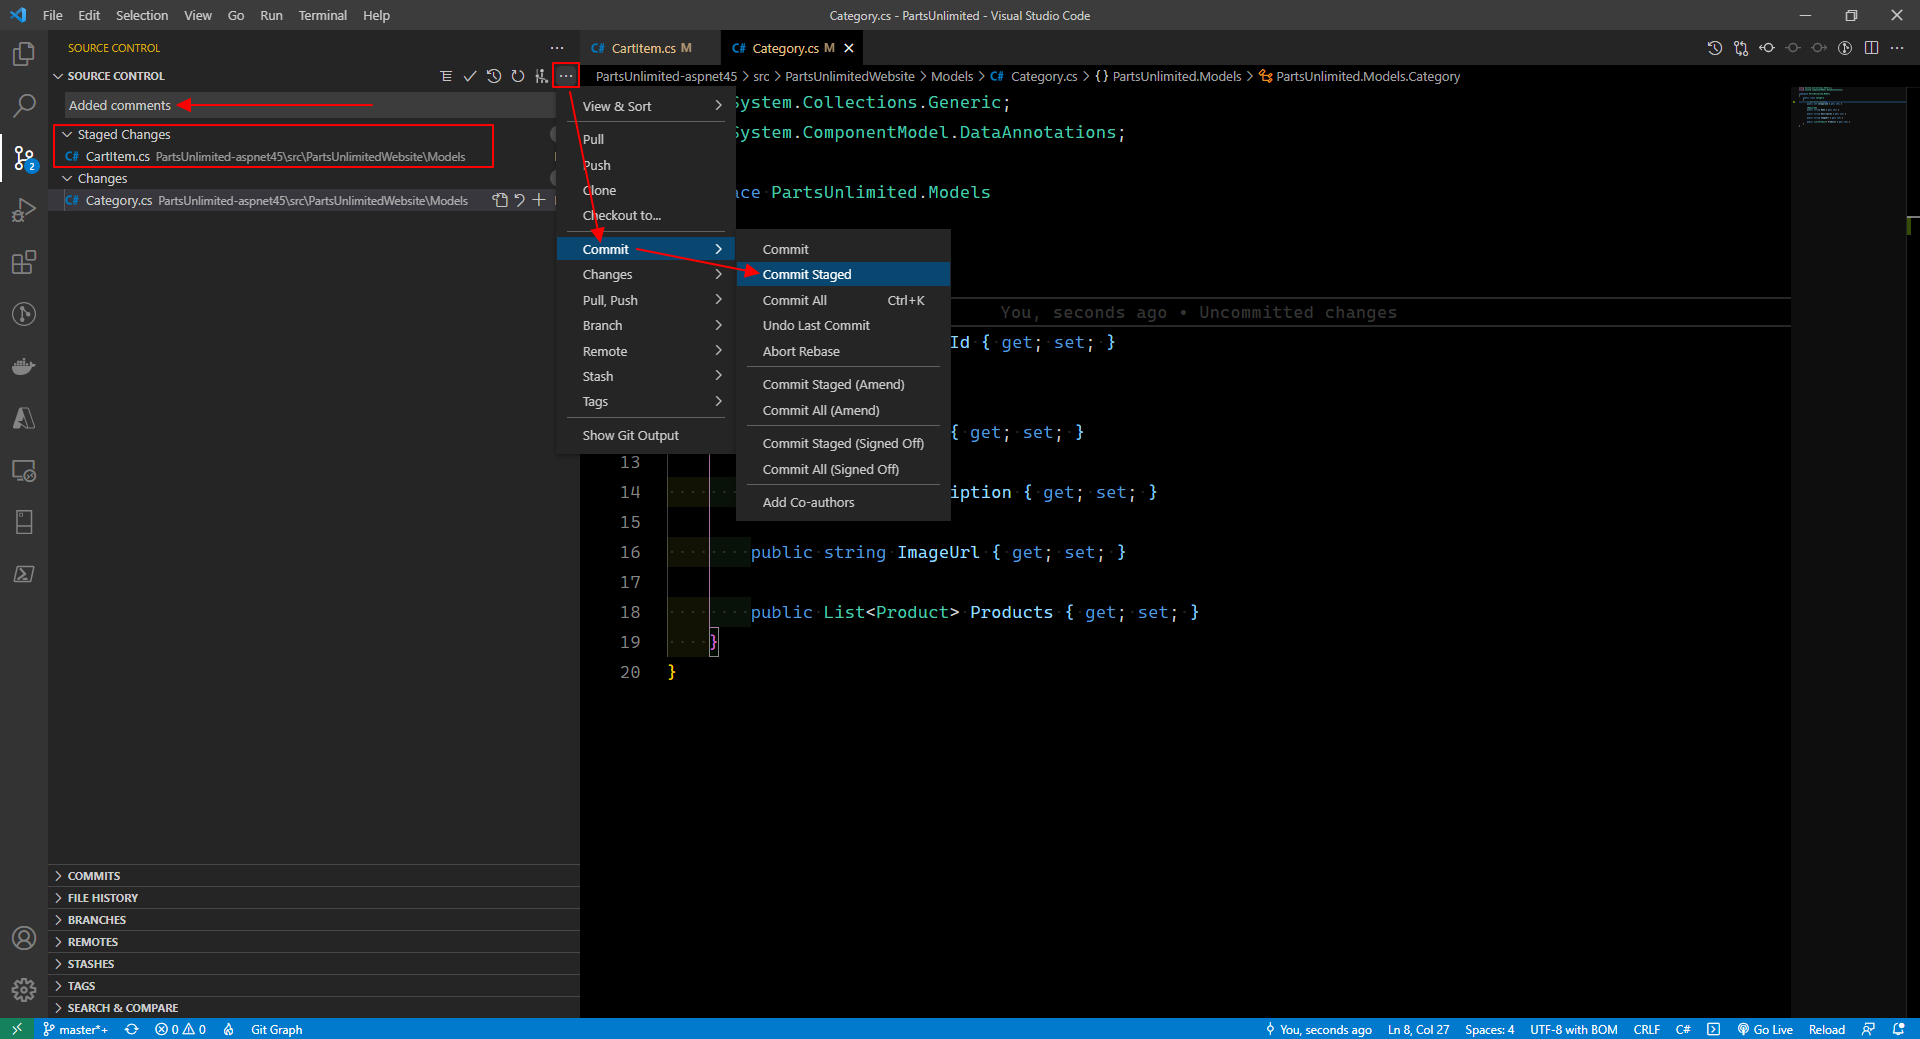 File Edit Selection View Go Run Terminal Help
Category.cs - PartsUnlimited - Visual Studio Code
SOURCE CONTROL
SOURCE CONTROL
Added comments
Staged Changes
C# CartItem.cs PartsUnlimited-aspnet45\src\PartsUnlimitedWebsite\Models
Changes
C# Category.cs PartsUnlimited-aspnet45\src\PartsUnlimitedWebsite\Models
2
COMMITS
FILE HISTORY
BRANCHES
REMOTES
STASHES
TAGS
SEARCH & COMPARE
View & Sort
Pull
Push
Clone
Checkout to...
Commit
Changes
Pull, Push
Branch
Remote
Stash
Tags
Show Git Output
Commit
Commit Staged
Commit All Ctrl+K
Undo Last Commit
Abort Rebase
Commit Staged (Amend)
Commit All (Amend)
Commit Staged (Signed Off)
Commit All (Signed Off)
Add Co-authors
C# CartItem.cs M C# Category.cs M
PartsUnlimited-aspnet45 > src > PartsUnlimitedWebsite > Models > C# Category.cs > {} PartsUnlimited.Models > PartsUnlimited.Models.Category
System.Collections.Generic;
System.ComponentModel.DataAnnotations;
ace PartsUnlimited.Models
You, seconds ago • Uncommitted changes
Id { get; set; }
{ get; set; }
13
14 iption { get; set; }
15
16 public string ImageUrl { get; set; }
17
18 public List<Product> Products { get; set; }
19 }
20 }
master*+ 0 0 Git Graph You, seconds ago Ln 8, Col 27 Spaces: 4 UTF-8 with BOM CRLF C# Go Live Reload